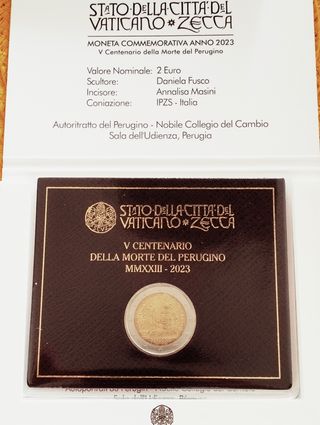 STATO·DELLA·CITTÀ·DEL
VATICANO ZECCA
MONETA COMMEMORATIVA ANNO 2023
V Centenario della Morte del Perugino
Valore Nominale: 2 Euro
Scultore: Daniela Fusco
Incisore: Annalisa Masini
Coniazione: IPZS - Italia
Autoritratto del Perugino - Nobile Collegio del Cambio
Sala dell'Udienza, Perugia
STATO·DELLA·CITTÀ·DEL
VATICANO ZECCA
V CENTENARIO
DELLA MORTE DEL PERUGINO
MMXXIII - 2023